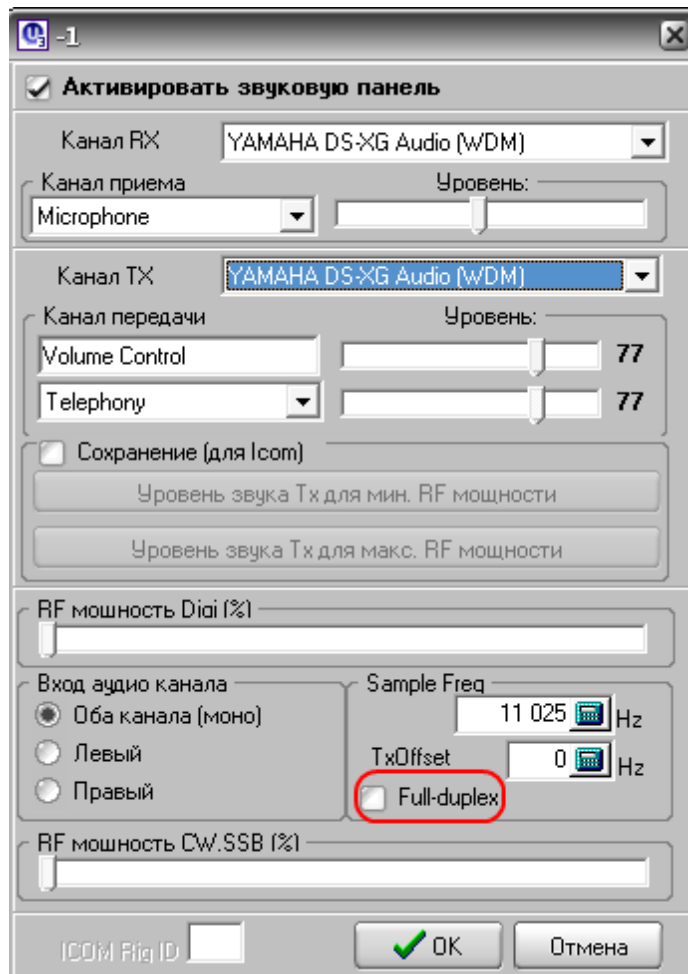 -1
Активировать звуковую панель
Канал RX YAMAHA DS-XG Audio (WDM)
Канал приема Уровень:
Microphone
Канал TX YAMAHA DS-XG Audio (WDM)
Канал передачи Уровень:
Volume Control 77
Telephony 77
Сохранение (для Icom)
Уровень звука Tx для мин. RF мощности
Уровень звука Tx для макс. RF мощности
RF мошность Digi (%)
Вход аудио канала Sample Freq
Оба канала (моно) 11 025 Hz
Левый TxOffset 0 Hz
Правый Full-duplex
RF мошность CW.SSB (%)
ICOM Rig ID OK Отмена